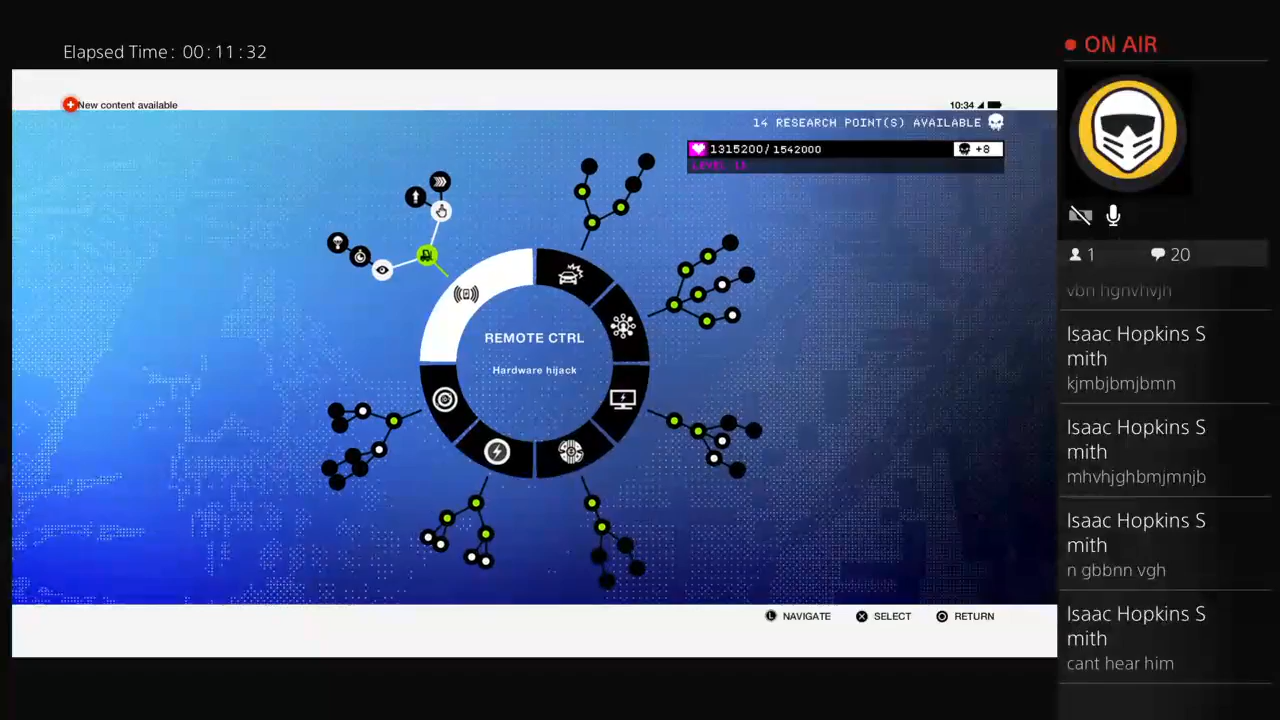 Elapsed Time: 00:11:32
ON AIR
New content available
10:34
14 RESEARCH POINT(S) AVAILABLE
1315200/1542000
+8
REMOTE CTRL
Hardware hijack
L NAVIGATE
SELECT
RETURN
1
20
vbn hgnvhvjh
Isaac Hopkins S
mith
kjmbjbmjbmn
Isaac Hopkins S
mith
mhvhjghbmjmnjb
Isaac Hopkins S
mith
n gbbnn vgh
Isaac Hopkins S
mith
cant hear him